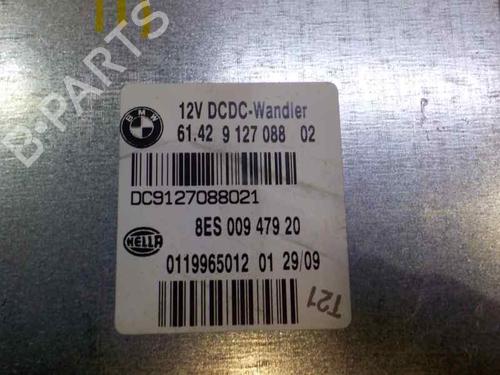 B-PARTS
BMW
12V DCDC-Wandler
61.42 9 127 088 02
DC9127088021
8ES 009 479 20
HELLA
0119965012 01 29/09
T21